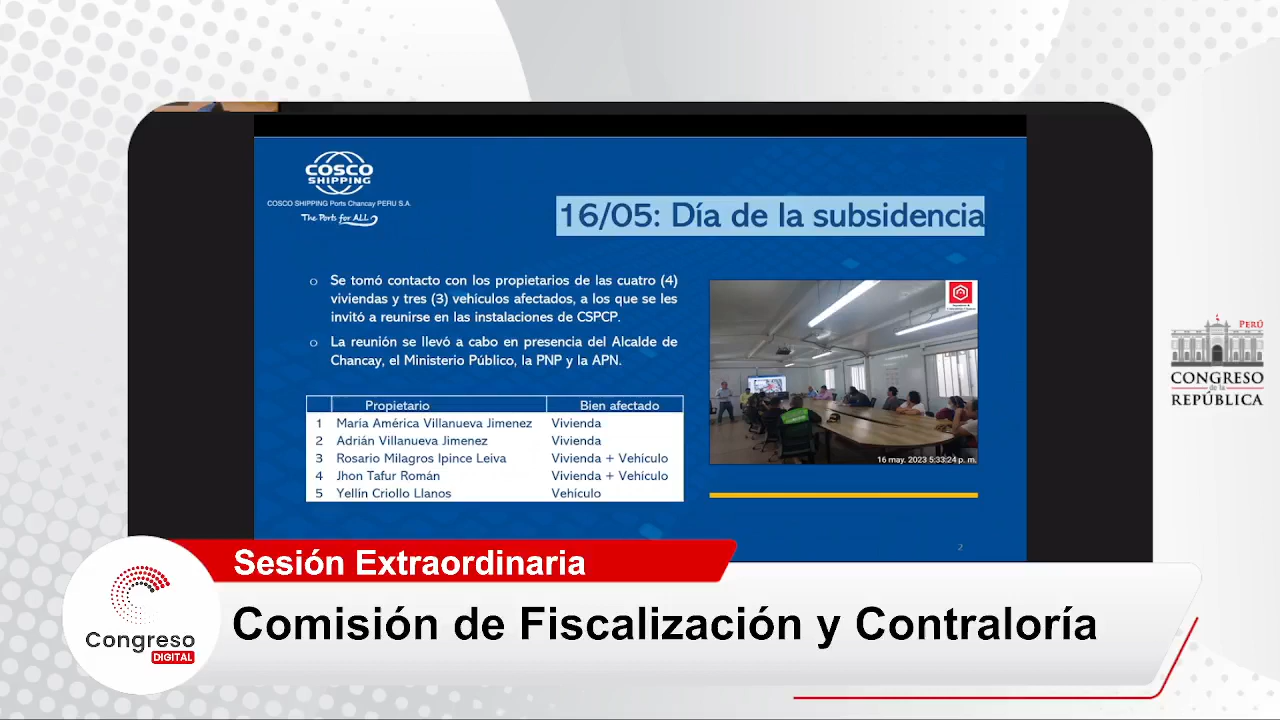 COSCO
SHIPPING
COSCO SHIPPING Ports Chancay PERU S.A.
The Ports for ALL
16/05: Día de la subsidencia
o Se tomó contacto con los propietarios de las cuatro (4)
viviendas y tres (3) vehículos afectados, a los que se les
invitó a reunirse en las instalaciones de CSPCP.
o La reunión se llevó a cabo en presencia del Alcalde de
Chancay, el Ministerio Público, la PNP y la APN.
Propietario Bien afectado
1 María América Villanueva Jimenez Vivienda
2 Adrián Villanueva Jimenez Vivienda
3 Rosario Milagros Ipince Leiva Vivienda + Vehículo
4 Jhon Tafur Román Vivienda + Vehículo
5 Yellín Criollo Llanos Vehículo
16 may. 2023 5:33:24 p. m.
2
PERÚ
CONGRESO
de la
REPÚBLICA
Sesión Extraordinaria
Comisión de Fiscalización y Contraloría
Congreso
DIGITAL